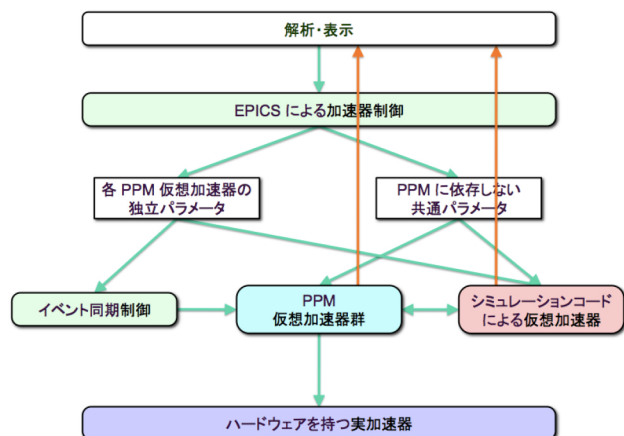 解析・表示
EPICS による加速器制御
各 PPM 仮想加速器の
独立パラメータ
PPM に依存しない
共通パラメータ
イベント同期制御
PPM
仮想加速器群
シミュレーションコード
による仮想加速器
ハードウェアを持つ実加速器